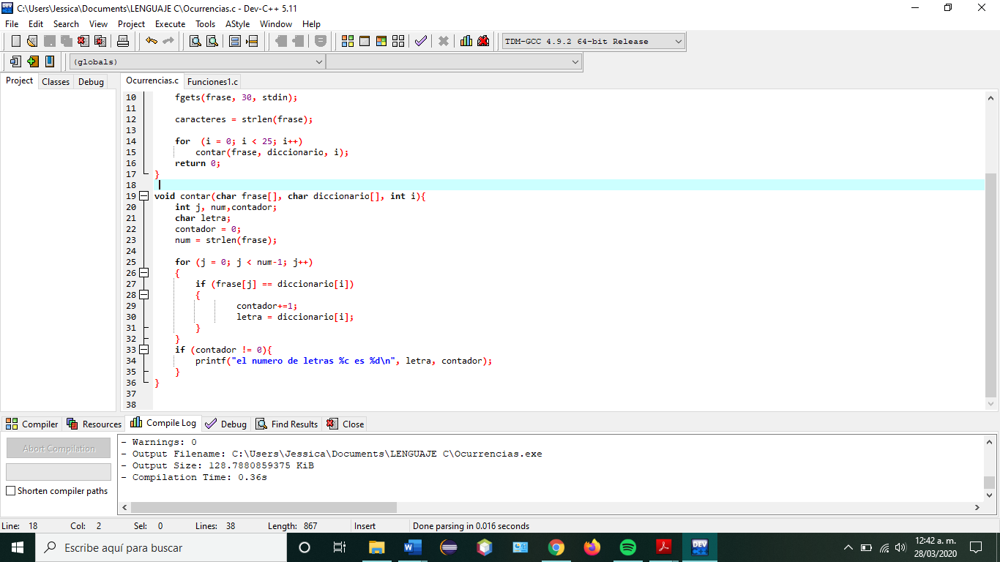 C:\Users\Jessica\Documents\LENGUAJE C\Ocurrencias.c - Dev-C++ 5.11
File Edit Search View Project Execute Tools AStyle Window Help
TDM-GCC 4.9.2 64-bit Release
(globals)
Project Classes Debug
Ocurrencias.c Funciones1.c
10 fgets(frase, 30, stdin);
11
12 caracteres = strlen(frase);
13
14 for  (i = 0; i < 25; i++)
15 contar(frase, diccionario, i);
16 return 0;
17 }
18
19 void contar(char frase[], char diccionario[], int i){
20 int j, num,contador;
21 char letra;
22 contador = 0;
23 num = strlen(frase);
24
25 for (j = 0; j < num-1; j++)
26 {
27 if (frase[j] == diccionario[i])
28 {
29 contador+=1;
30 letra = diccionario[i];
31 }
32 }
33 if (contador != 0){
34 printf("el numero de letras %c es %d\n", letra, contador);
35 }
36 }
37
38
Compiler Resources Compile Log Debug Find Results Close
Abort Compilation
Shorten compiler paths
- Warnings: 0
- Output Filename: C:\Users\Jessica\Documents\LENGUAJE C\Ocurrencias.exe
- Output Size: 128.7880859375 KiB
- Compilation Time: 0.36s
Line: 18 Col: 2 Sel: 0 Lines: 38 Length: 867 Insert Done parsing in 0.016 seconds
Escribe aquí para buscar
DEV
12:42 a. m.
28/03/2020